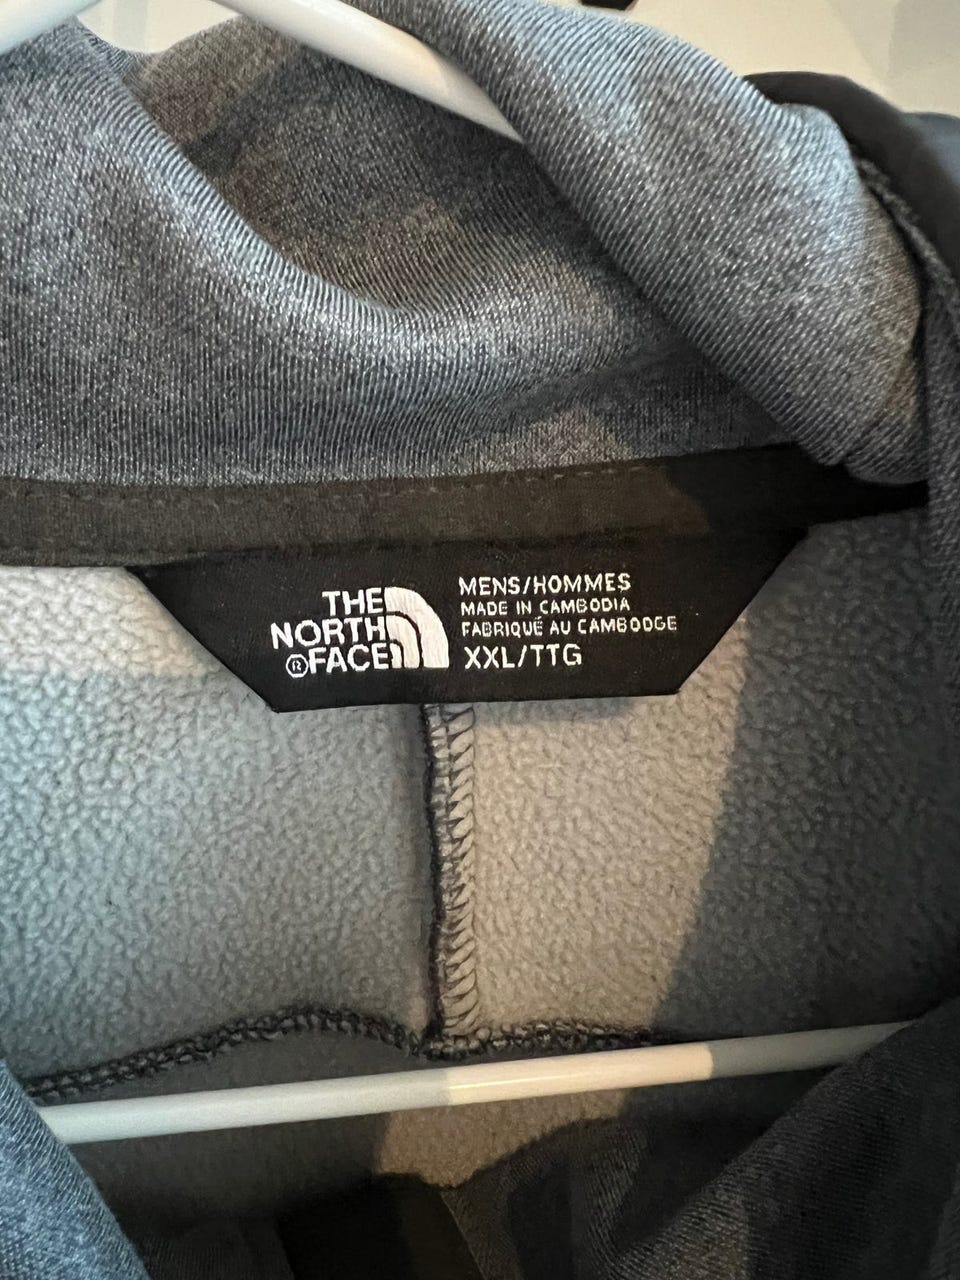 THE
NORTH
®FACE
MENS/HOMMES
MADE IN CAMBODIA
FABRIQUÉ AU CAMBODGE
XXL/TTG